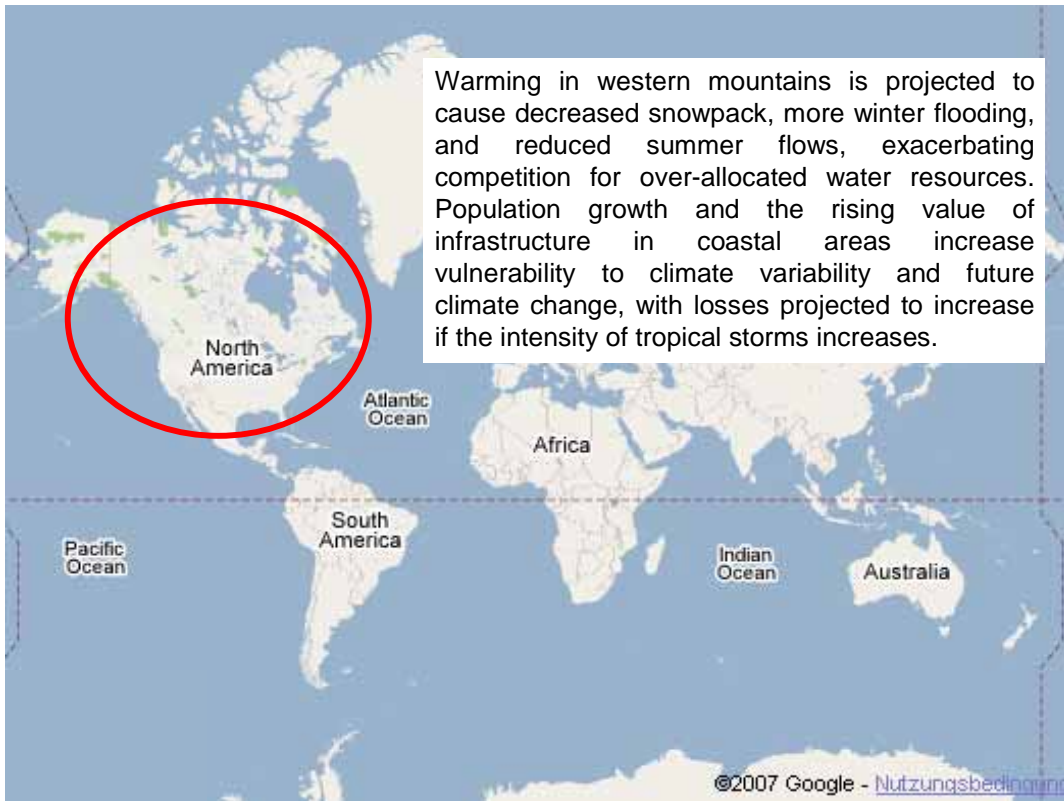 Warming in western mountains is projected to
cause decreased snowpack, more winter flooding,
and reduced summer flows, exacerbating
competition for over-allocated water resources.
Population growth and the rising value of
infrastructure in coastal areas increase
vulnerability to climate variability and future
climate change, with losses projected to increase
if the intensity of tropical storms increases.
North
America
Atlantic
Ocean
Africa
South
America
Pacific
Ocean
Indian
Ocean
Australia
©2007 Google - Nutzungsbedingung